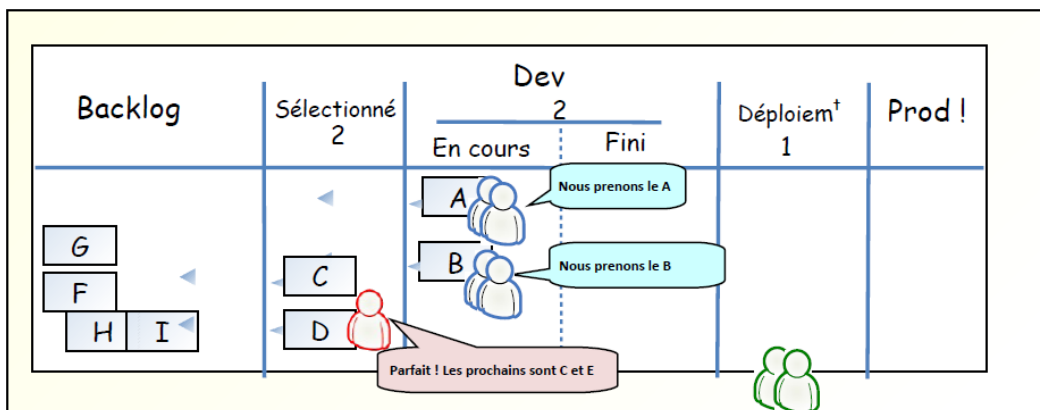 Dev
Backlog
Sélectionné
2
2
Déploiem†
1
Prod !
En cours
Fini
A
Nous prenons le A
G
C
B
Nous prenons le B
F
H
I
D
Parfait ! Les prochains sont C et E